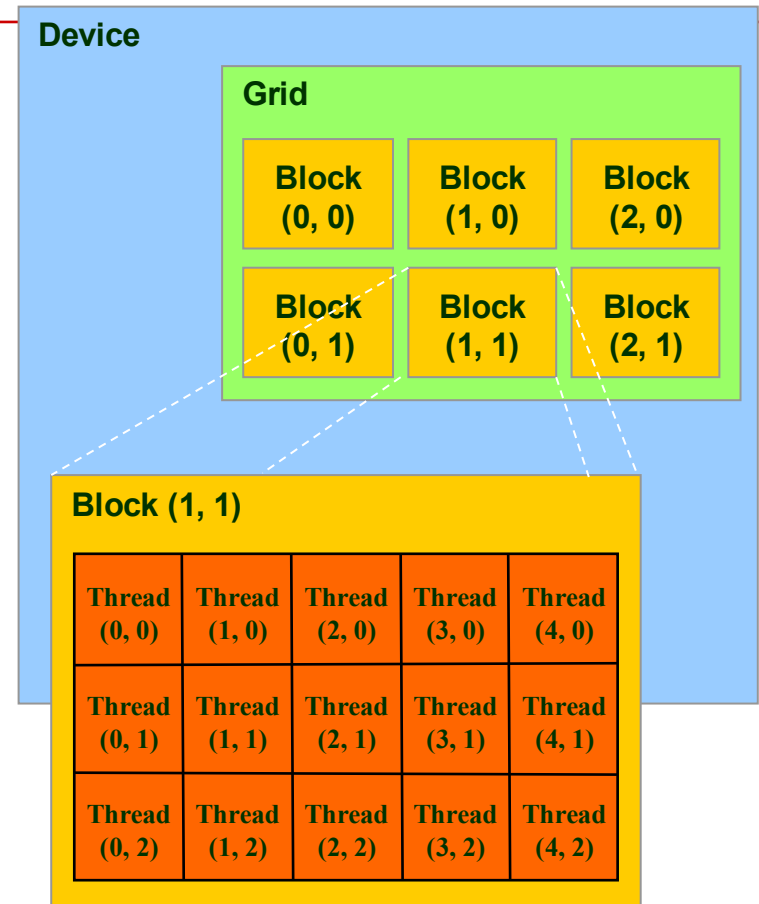 Device
Grid
Block Block Block
(0, 0) (1, 0) (2, 0)
Block Block Block
(0, 1) (1, 1) (2, 1)
Block (1, 1)
Thread Thread Thread Thread Thread
(0, 0) (1, 0) (2, 0) (3, 0) (4, 0)
Thread Thread Thread Thread Thread
(0, 1) (1, 1) (2, 1) (3, 1) (4, 1)
Thread Thread Thread Thread Thread
(0, 2) (1, 2) (2, 2) (3, 2) (4, 2)